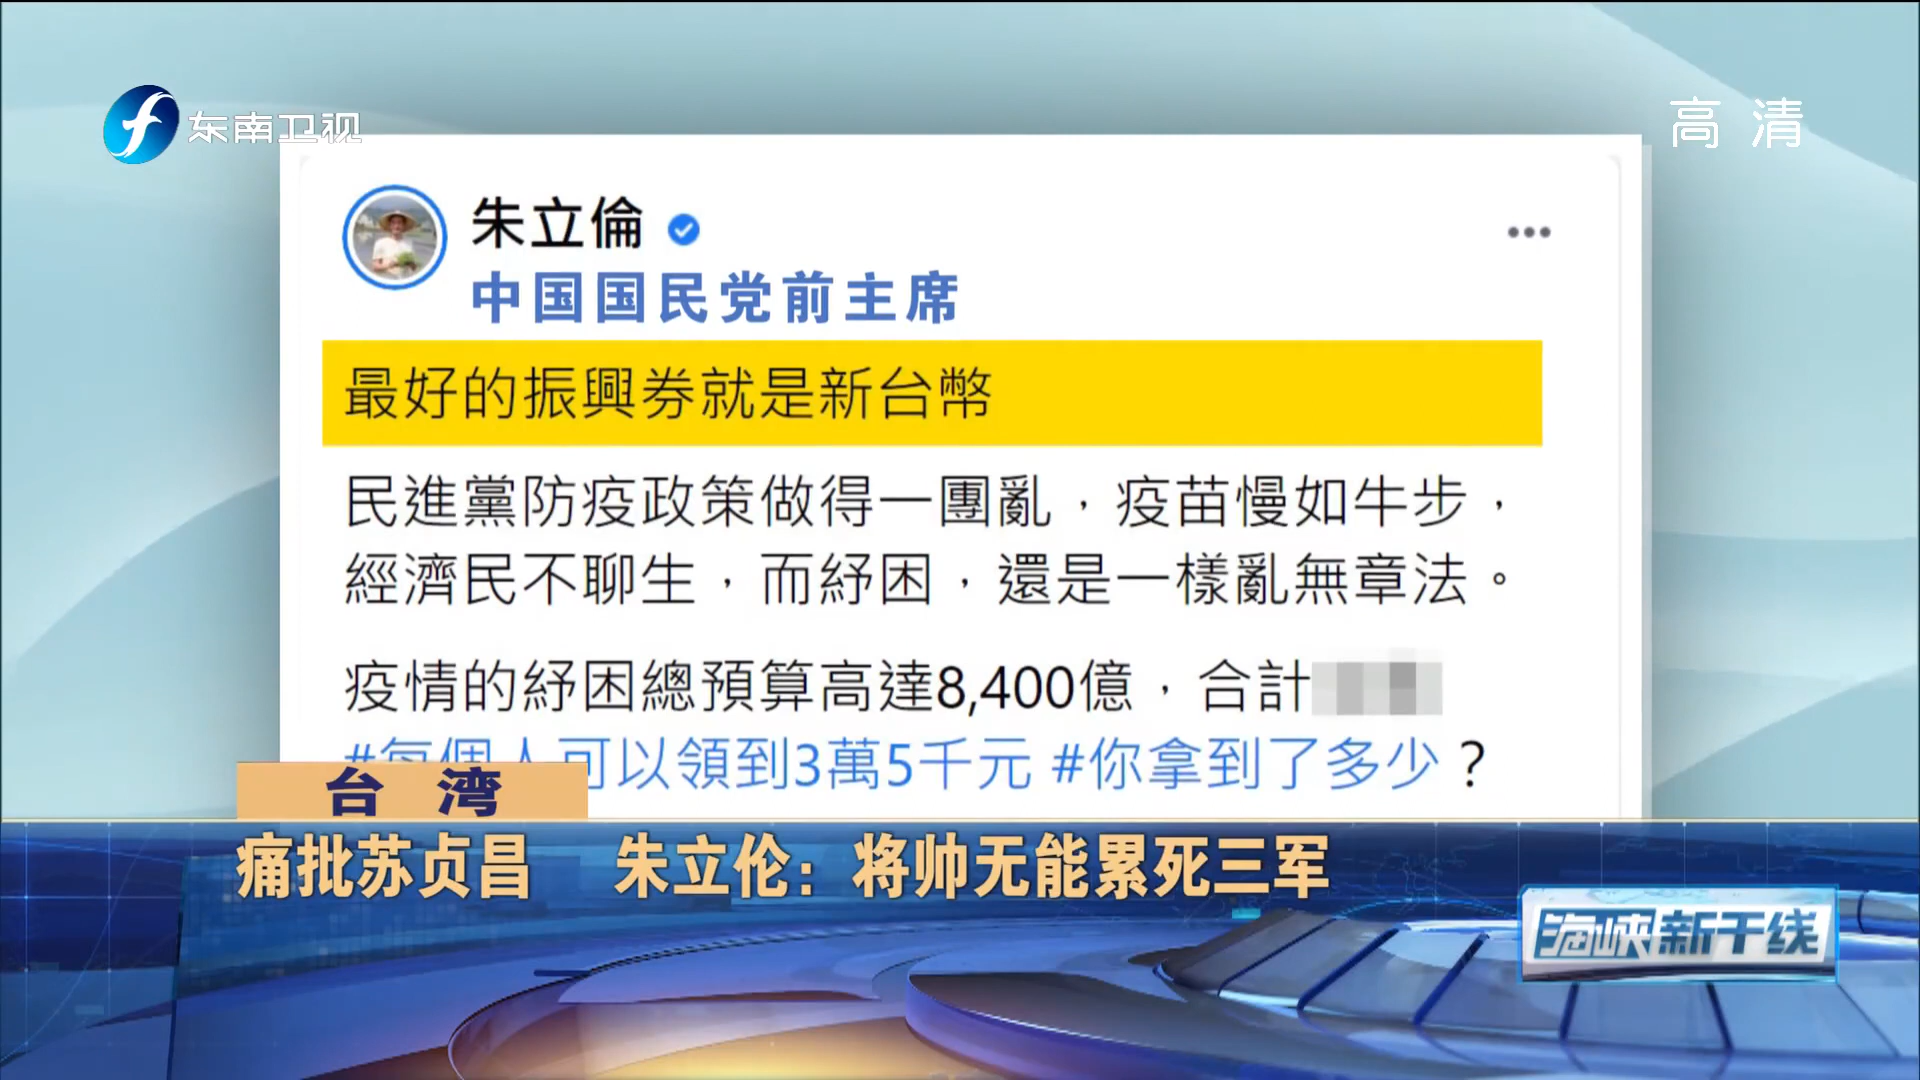 东南卫视
高清
朱立倫
中国国民党前主席
最好的振興券就是新台幣
民進黨防疫政策做得一團亂，疫苗慢如牛步，
經濟民不聊生，而紓困，還是一樣亂無章法。
疫情的紓困總預算高達8,400億，合計
#每個人可以領到3萬5千元 #你拿到了多少？
台湾
痛批苏贞昌 朱立伦：将帅无能累死三军
海峡新干线